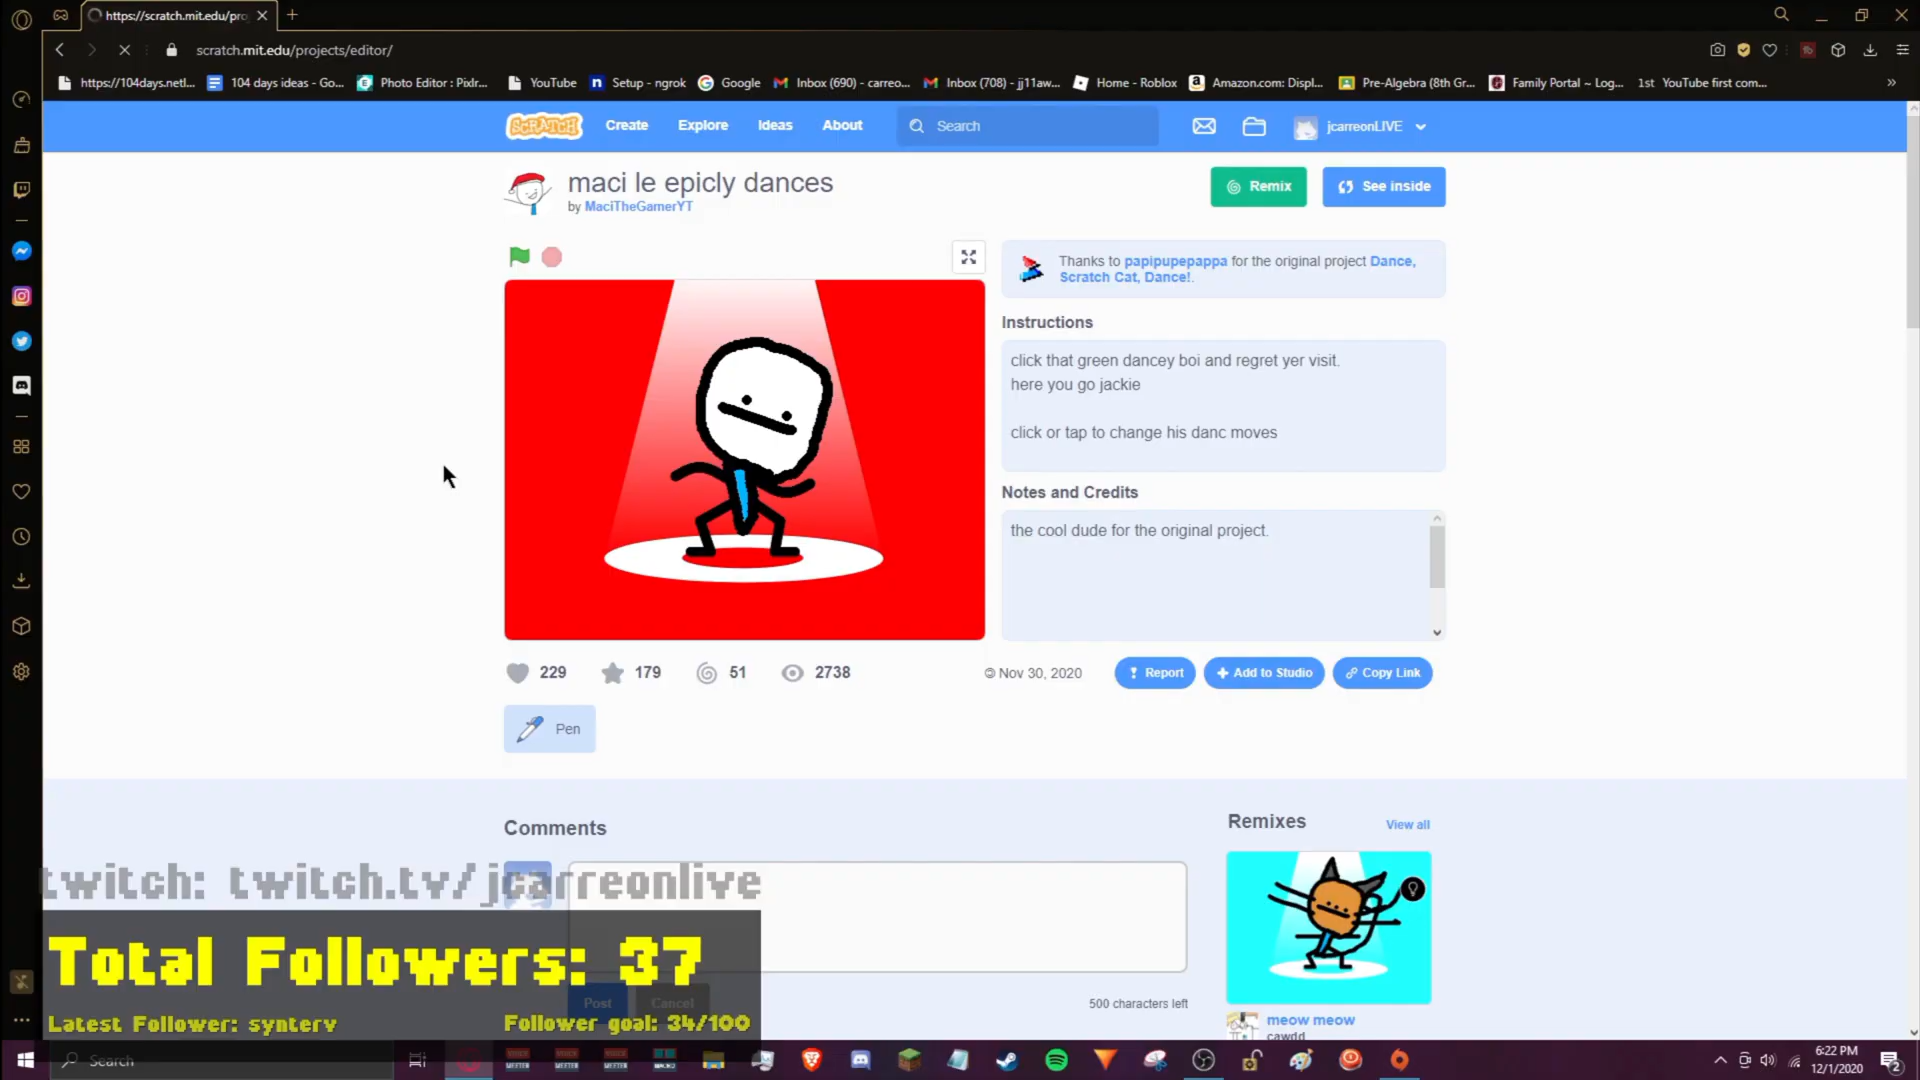 https://scratch.mit.edu/pro
scratch.mit.edu/projects/editor/
https://104days.netl...
104 days ideas - Go...
Photo Editor : Pixlr...
YouTube
Setup - ngrok
Google
Inbox (690) - carreo...
Inbox (708) - jj11aw...
Home - Roblox
Amazon.com: Displ...
Pre-Algebra (8th Gr...
Family Portal ~ Log...
1st YouTube first com...
SCRATCH
Create
Explore
Ideas
About
Search
jcarreonLIVE
maci le epicly dances
by MaciTheGamerYT
Remix
See inside
Thanks to papipupepappa for the original project Dance,
Scratch Cat, Dance!.
Instructions
click that green dancey boi and regret yer visit.
here you go jackie
click or tap to change his danc moves
Notes and Credits
the cool dude for the original project.
229
179
51
2738
© Nov 30, 2020
Report
Add to Studio
Copy Link
Pen
Comments
Remixes
View all
twitch: twitch.tv/jcarreonlive
Total Followers: 37
Latest Follower: synterv
Follower goal: 34/100
Post
Cancel
500 characters left
meow meow
cawdd
Search
6:22 PM
12/1/2020
2